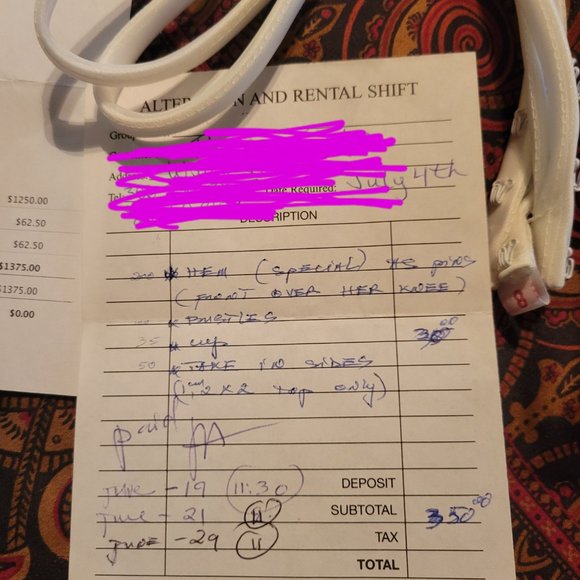 $1250.00
$62.50
$62.50
$1375.00
$1375.00
$0.00
ALTER AND RENTAL SHIFT
Group
Tel:
Date Required: July 4th
DESCRIPTION
200 * HEM (SPECIAL) AS PINS
(FRONT OVER HER KNEE)
* BUSTLES
35 * cup
50 * TAKE IN SIDES
2 x 2 top only)
paid
june - 19 (11:30) DEPOSIT
june - 21 11 SUBTOTAL 350.00
june - 29 11 TAX
TOTAL
8